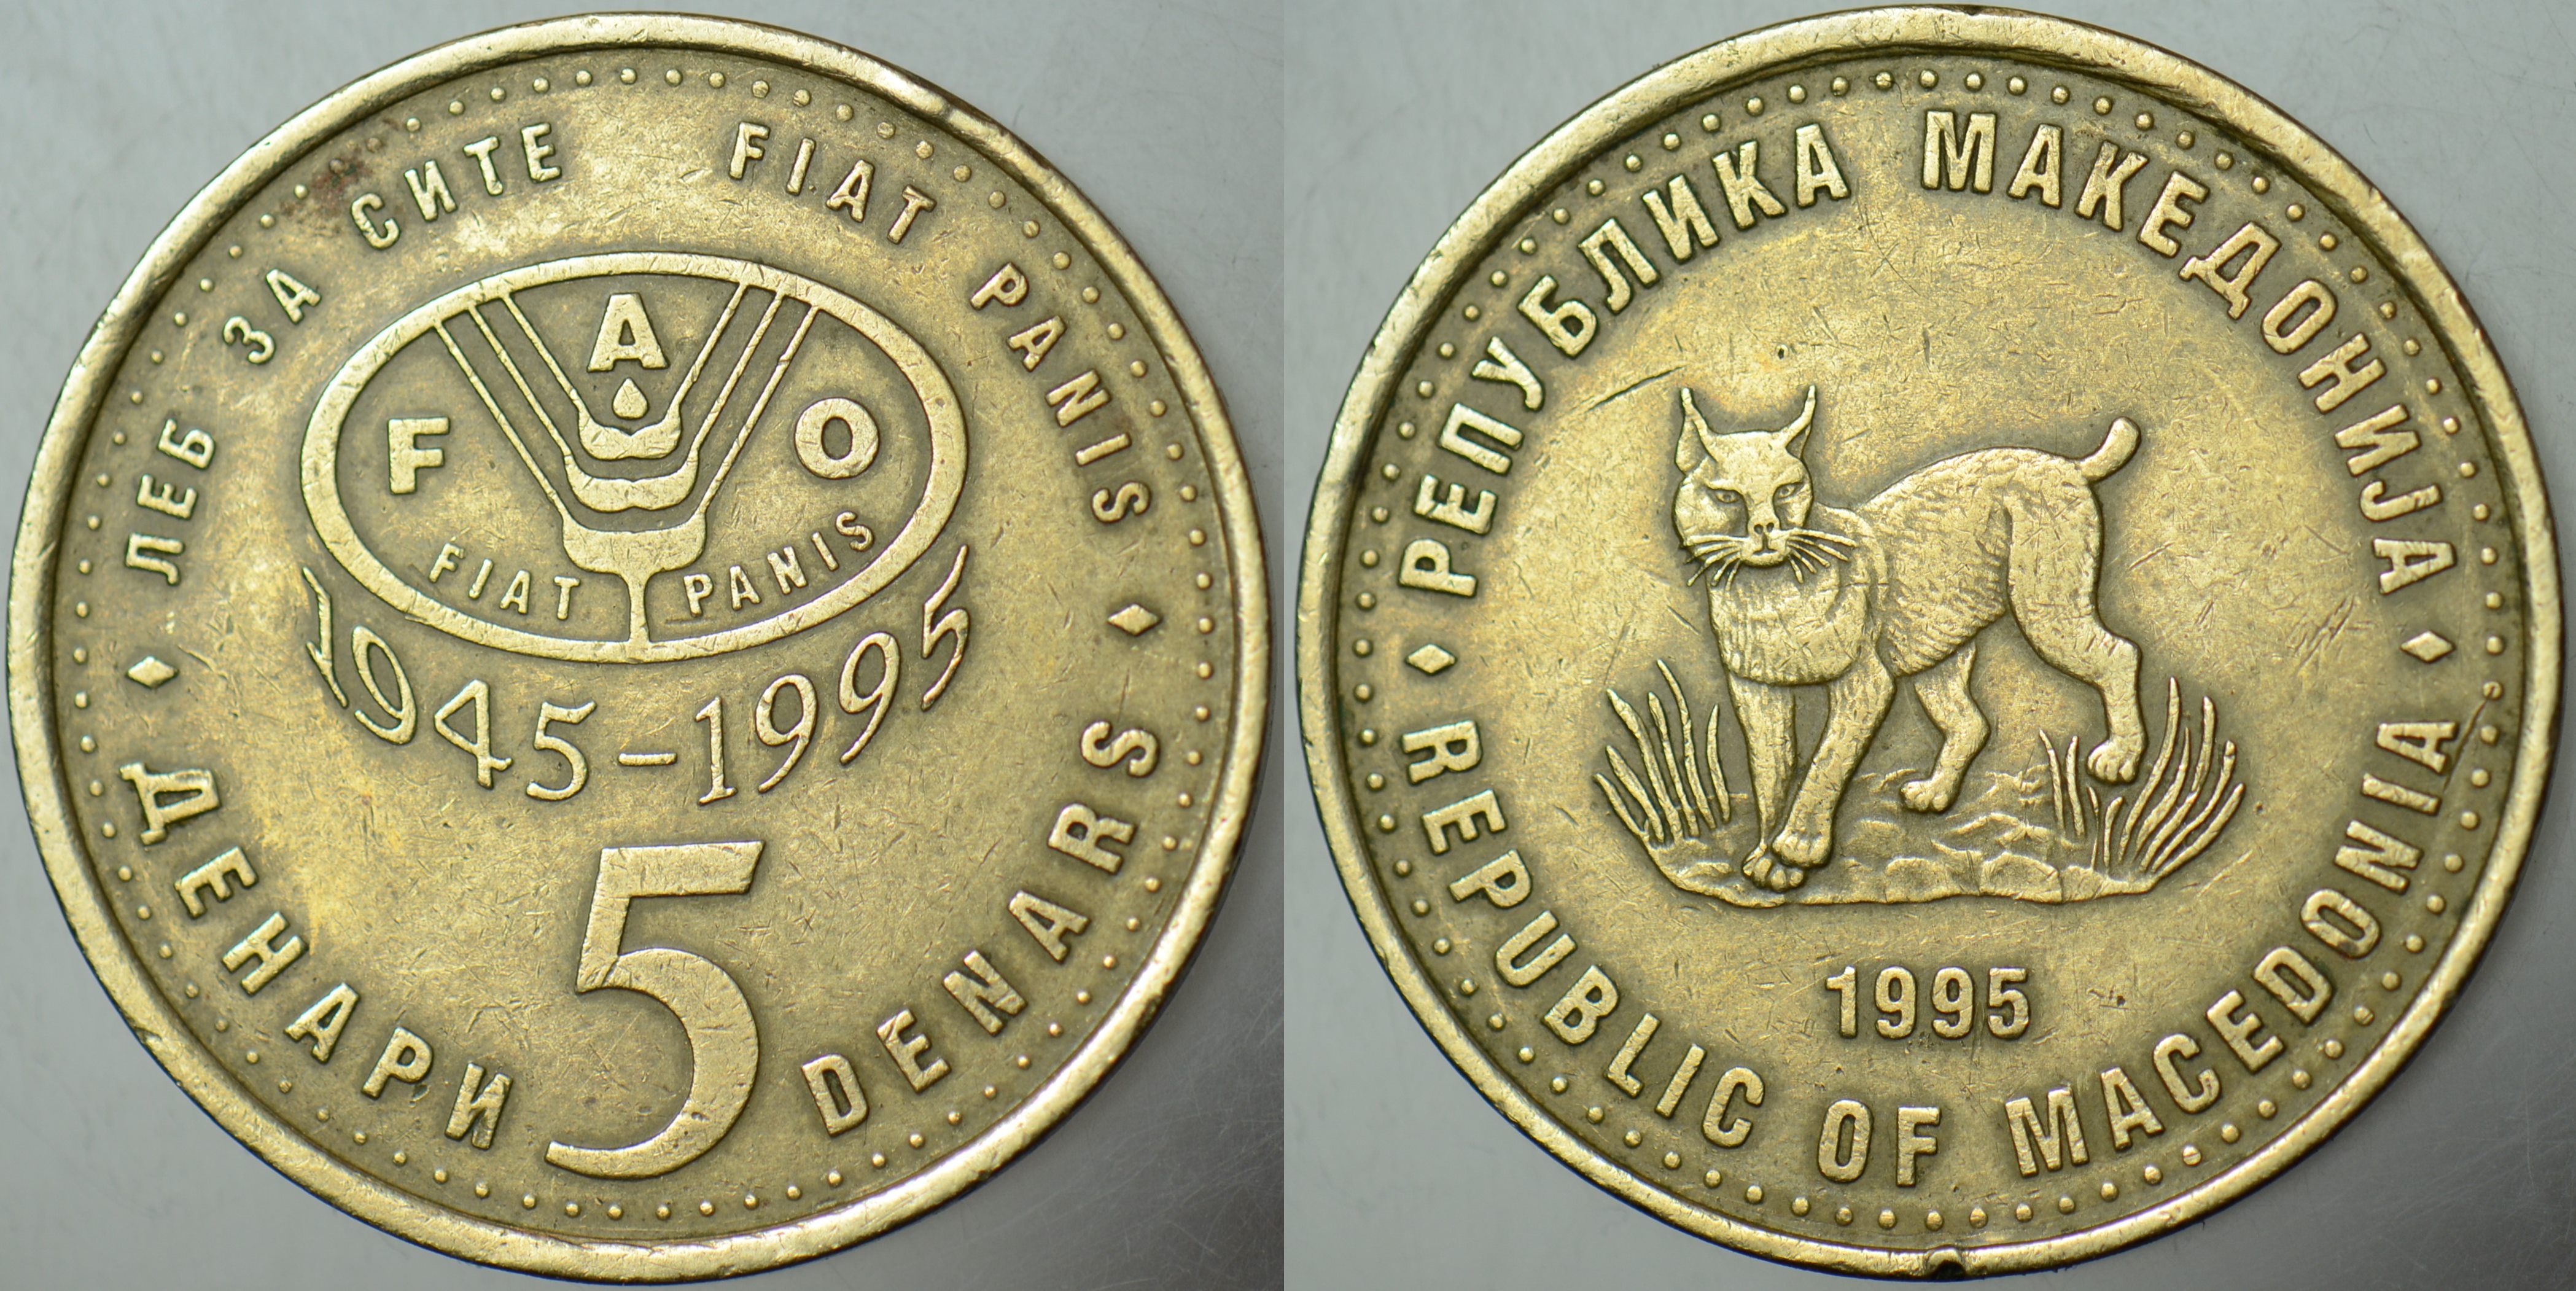 ЛЕБ ЗА СИТЕ FIAT PANIS
F A O
FIAT PANIS
1945-1995
ДЕНАРИ 5 DENARS
РЕПУБЛИКА МАКЕДОНИЈА
1995
REPUBLIC OF MACEDONIA